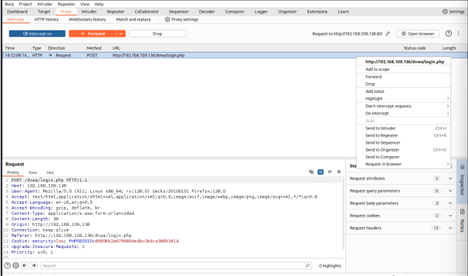 Burp Project Intruder Repeater View Help
Dashboard Target Proxy Intruder Repeater Collaborator Sequencer Decoder Comparer Logger Organizer Extensions Learn Settings
Intercept HTTP history WebSockets history Match and replace Proxy settings
Intercept on Forward Drop Request to http://192.168.109.136:80 Open browser
Time Type Direction Method URL Status code Length
HTTP → Request POST http://192.168.109.136/dvwa/login.php
http://192.168.109.136/dvwa/login.php
Add to scope
Forward
Drop
Add notes
Highlight
Don't intercept requests
Do intercept
Scan
Send to Intruder Ctrl+I
Send to Repeater Ctrl+R
Send to Sequencer
Send to Organizer Ctrl+O
Send to Comparer
Request in browser
Request
Pretty Raw Hex
1 POST /dvwa/login.php HTTP/1.1
2 Host: 192.168.109.136
3 User-Agent: Mozilla/5.0 (X11; Linux x86_64; rv:128.0) Gecko/20100101 Firefox/128.0
4 Accept: text/html,application/xhtml+xml,application/xml;q=0.9,image/avif,image/webp,image/png,image/svg+xml,*/*;q=0.8
5 Accept-Language: en-US,en;q=0.5
6 Accept-Encoding: gzip, deflate, br
7 Content-Type: application/x-www-form-urlencoded
8 Content-Length:
9 Origin: http://192.168.109.136
10 Connection: keep-alive
11 Referer: http://192.168.109.136/dvwa/login.php
12 Cookie: security=low;
13 Upgrade-Insecure-Requests: 1
14 Priority: u=0, i
Request attributes 2
Request query parameters 0
Request body parameters 3
Request cookies 2
Request headers 13
Inspector
Notes
Search 0 highlights